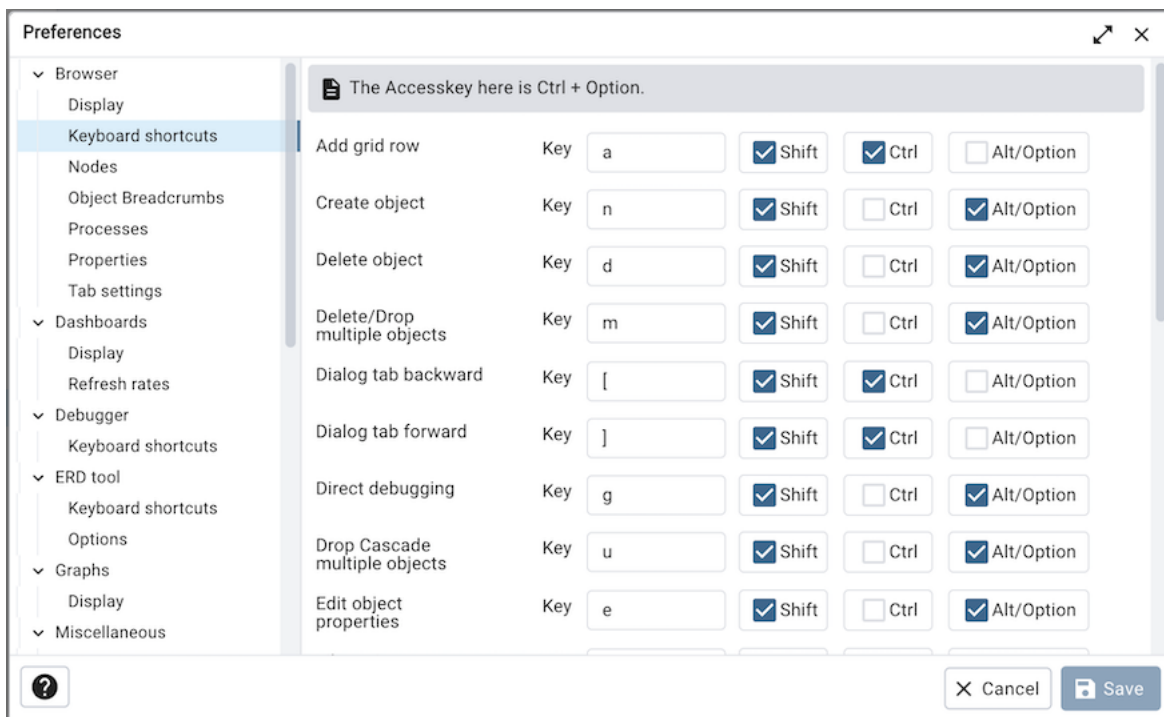 Preferences
Browser
Display
Keyboard shortcuts
Nodes
Object Breadcrumbs
Processes
Properties
Tab settings
Dashboards
Display
Refresh rates
Debugger
Keyboard shortcuts
ERD tool
Keyboard shortcuts
Options
Graphs
Display
Miscellaneous
The Accesskey here is Ctrl + Option.
Add grid row Key a Shift Ctrl Alt/Option
Create object Key n Shift Ctrl Alt/Option
Delete object Key d Shift Ctrl Alt/Option
Delete/Drop
multiple objects Key m Shift Ctrl Alt/Option
Dialog tab backward Key [ Shift Ctrl Alt/Option
Dialog tab forward Key ] Shift Ctrl Alt/Option
Direct debugging Key g Shift Ctrl Alt/Option
Drop Cascade
multiple objects Key u Shift Ctrl Alt/Option
Edit object
properties Key e Shift Ctrl Alt/Option
Cancel Save